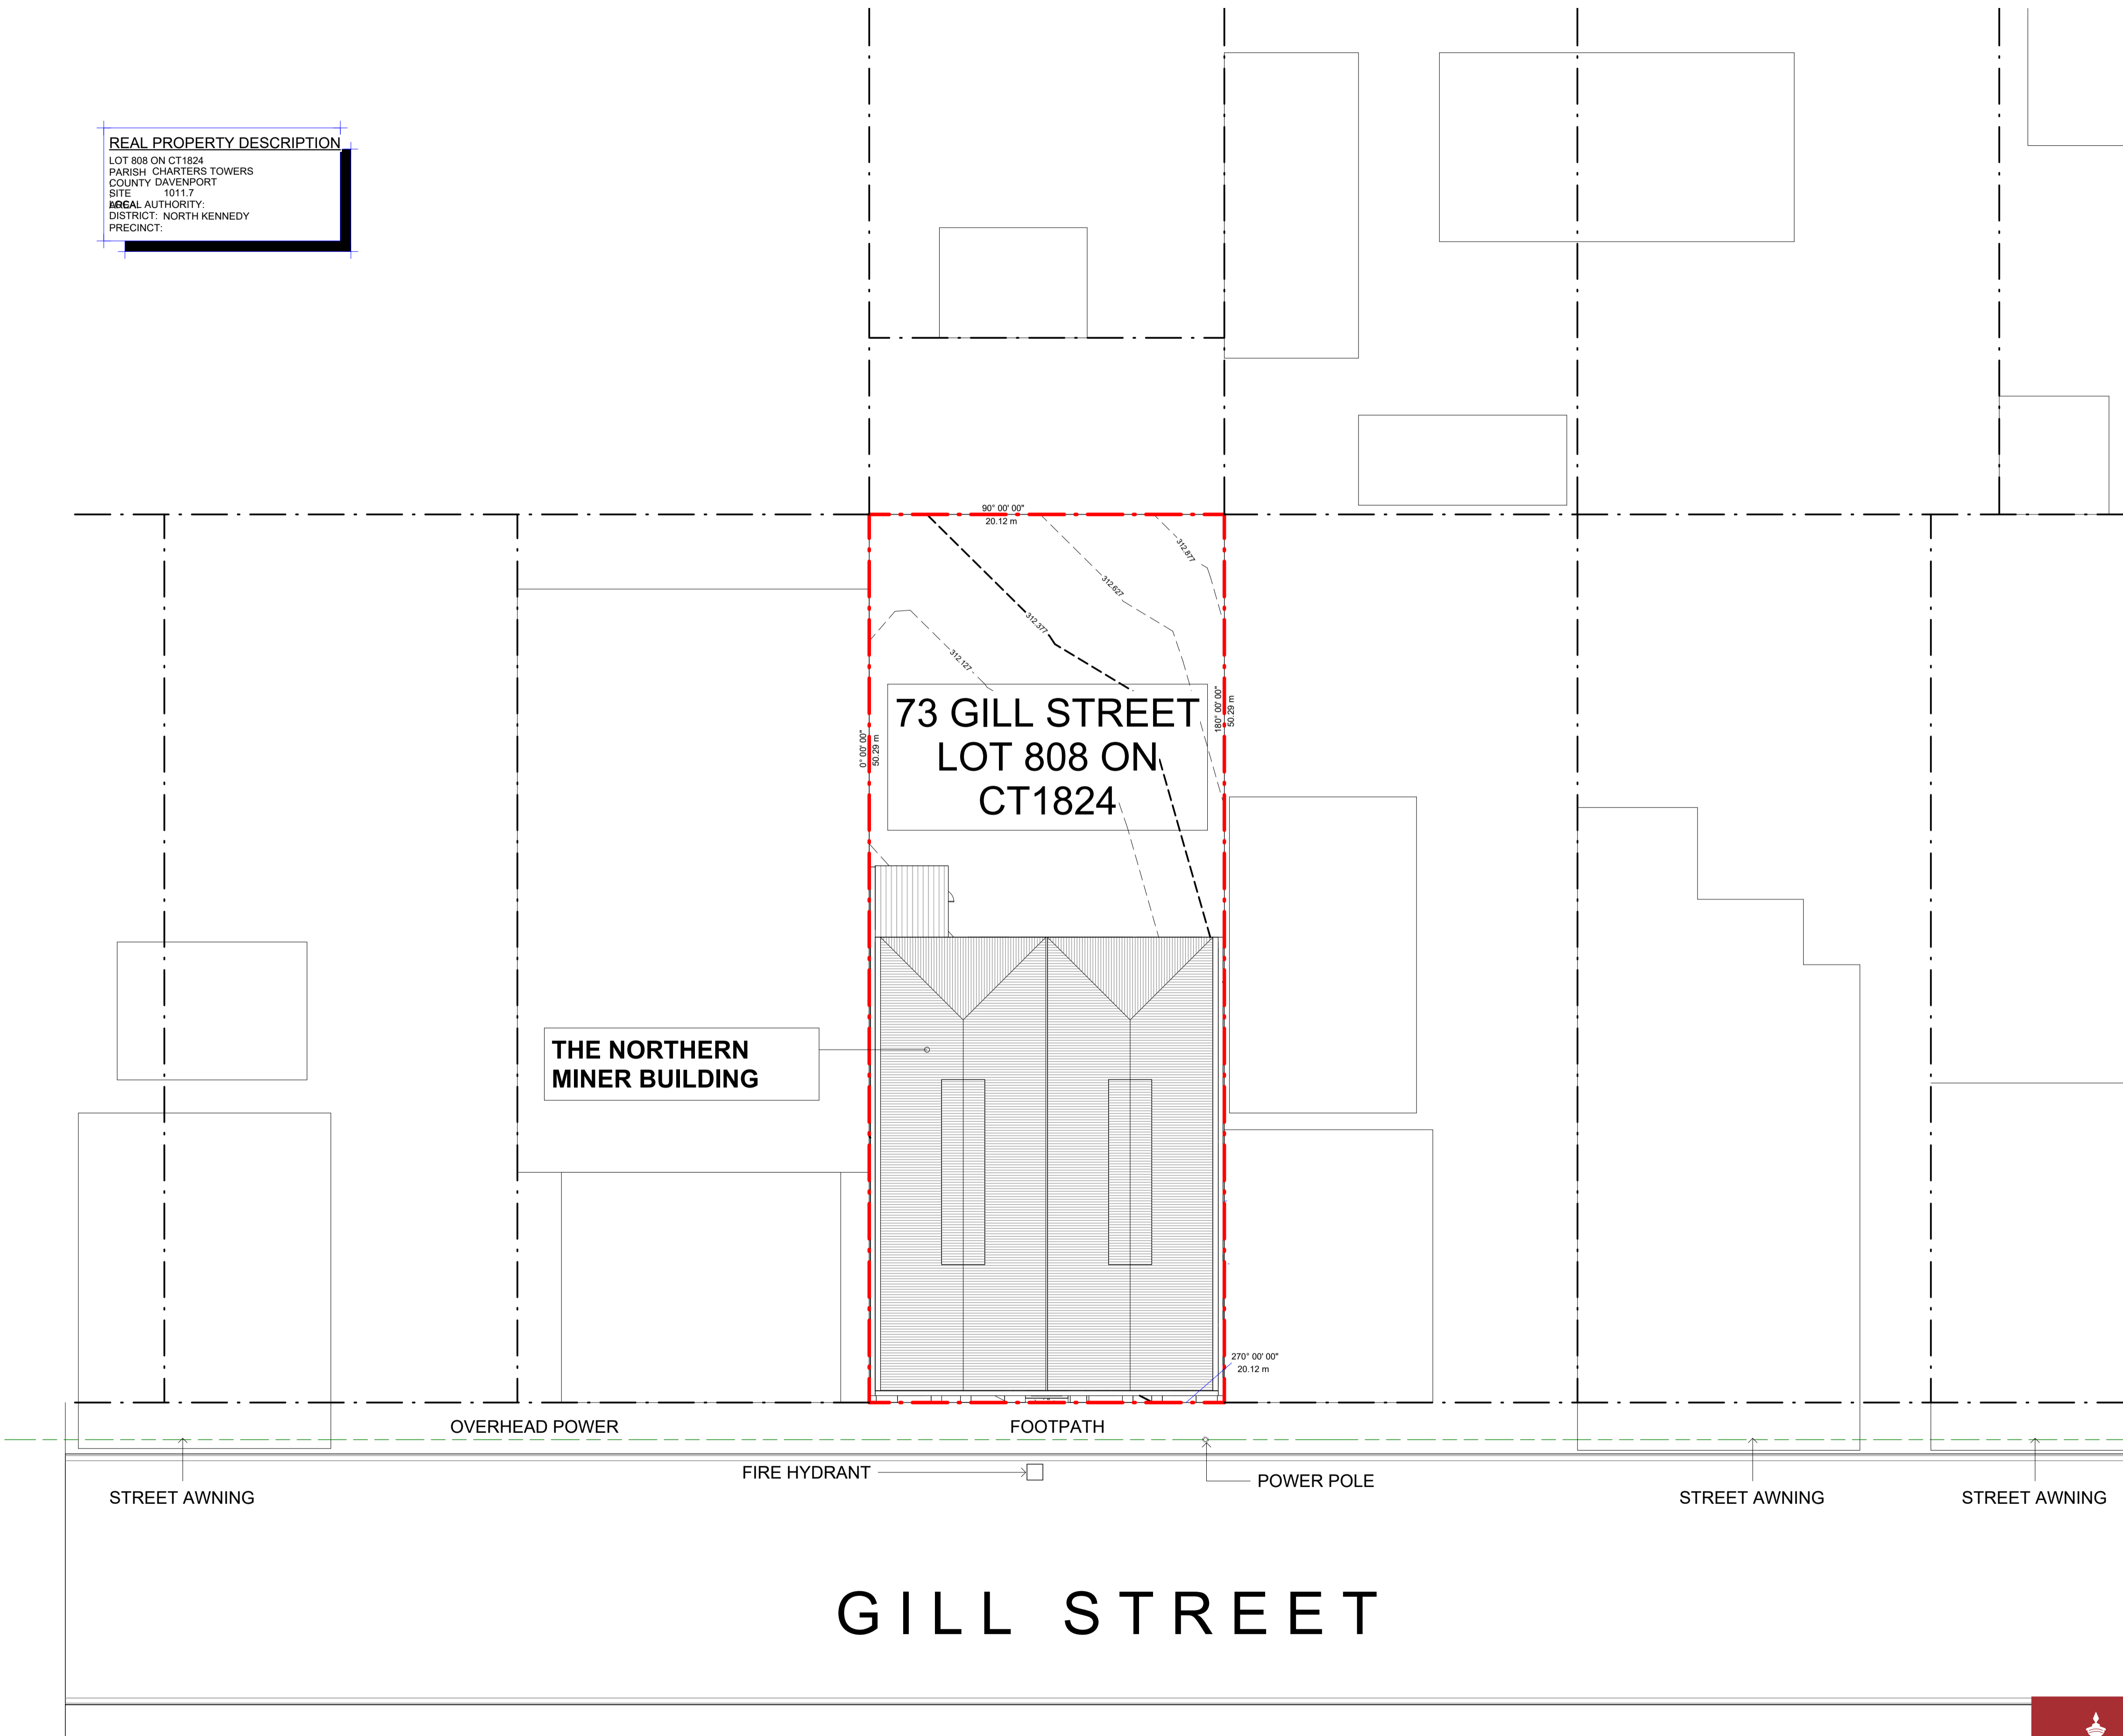 REAL PROPERTY DESCRIPTION
LOT 808 ON CT1824
PARISH CHARTERS TOWERS
COUNTY DAVENPORT
SITE 1011.7
LOCAL AUTHORITY:
DISTRICT: NORTH KENNEDY
PRECINCT:
90° 00' 00"
20.12 m
312.877
312.627
312.377
312.127
73 GILL STREET
LOT 808 ON
CT1824
0° 00' 00"
50.29 m
180° 00' 00"
50.29 m
THE NORTHERN
MINER BUILDING
270° 00' 00"
20.12 m
OVERHEAD POWER
FOOTPATH
FIRE HYDRANT
POWER POLE
STREET AWNING
STREET AWNING
STREET AWNING
GILL STREET